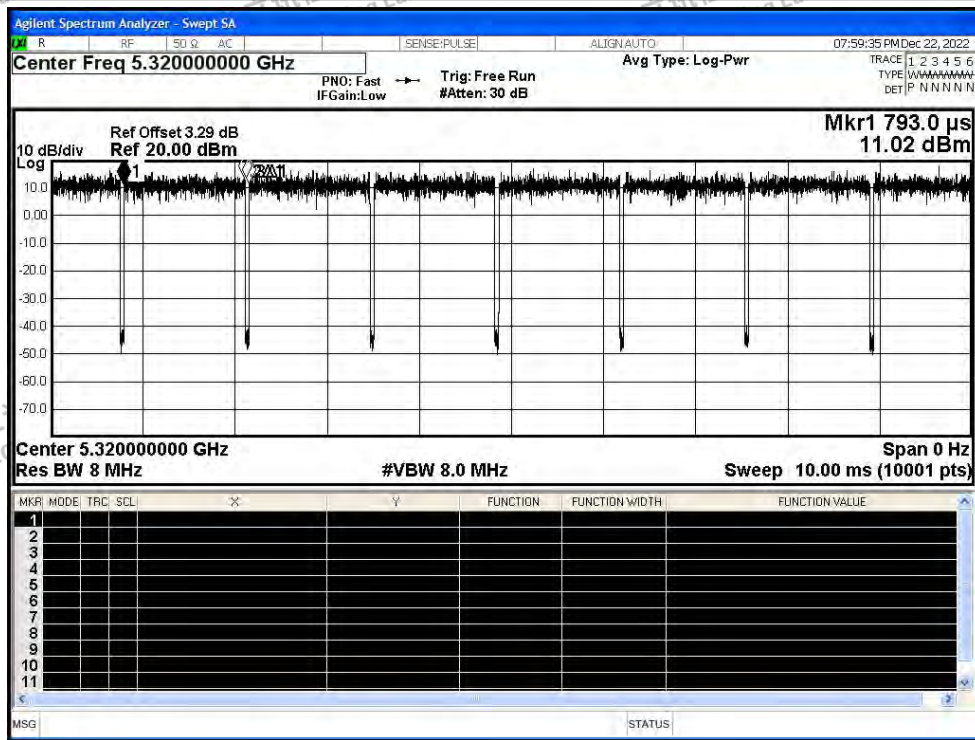 Agilent Spectrum Analyzer - Swept SA
R RF 50 Ω AC SENSE:PULSE ALIGN AUTO 07:59:35 PM Dec 22, 2022
Center Freq 5.320000000 GHz Avg Type: Log-Pwr TRACE 1 2 3 4 5 6
PNO: Fast Trig: Free Run TYPE WWWWWW
IFGain:Low #Atten: 30 dB DET P N N N N N
Mkr1 793.0 µs
Ref Offset 3.29 dB
10 dB/div Ref 20.00 dBm 11.02 dBm
Log
1
10.0
0.00
-10.0
-20.0
-30.0
-40.0
-50.0
-60.0
-70.0
Center 5.320000000 GHz Span 0 Hz
Res BW 8 MHz #VBW 8.0 MHz Sweep 10.00 ms (10001 pts)
MKR MODE TRC SCL X Y FUNCTION FUNCTION WIDTH FUNCTION VALUE
1
2
3
4
5
6
7
8
9
10
11
MSG STATUS